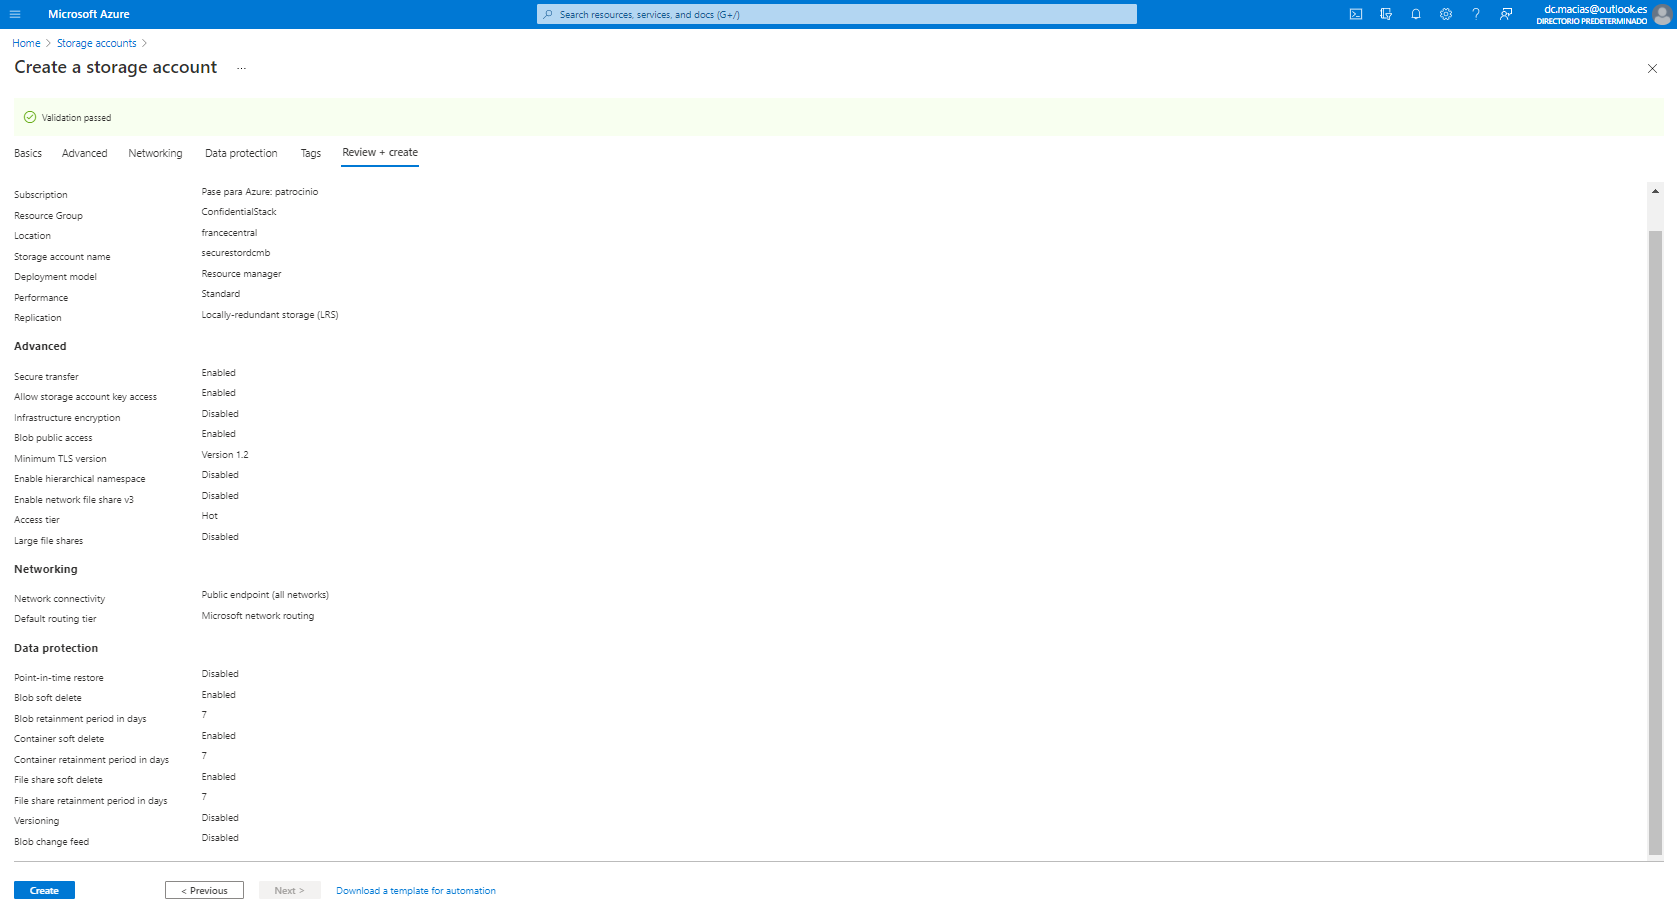 Microsoft Azure
Search resources, services, and docs (G+/)
dc.macias@outlook.es
DIRECTORIO PREDETERMINADO
Home > Storage accounts >
Create a storage account ...
Validation passed
Basics Advanced Networking Data protection Tags Review + create
Subscription Pase para Azure: patrocinio
Resource Group ConfidentialStack
Location francecentral
Storage account name securestordcmb
Deployment model Resource manager
Performance Standard
Replication Locally-redundant storage (LRS)
Advanced
Secure transfer Enabled
Allow storage account key access Enabled
Infrastructure encryption Disabled
Blob public access Enabled
Minimum TLS version Version 1.2
Enable hierarchical namespace Disabled
Enable network file share v3 Disabled
Access tier Hot
Large file shares Disabled
Networking
Network connectivity Public endpoint (all networks)
Default routing tier Microsoft network routing
Data protection
Point-in-time restore Disabled
Blob soft delete Enabled
Blob retainment period in days 7
Container soft delete Enabled
Container retainment period in days 7
File share soft delete Enabled
File share retainment period in days 7
Versioning Disabled
Blob change feed Disabled
Create < Previous Next > Download a template for automation